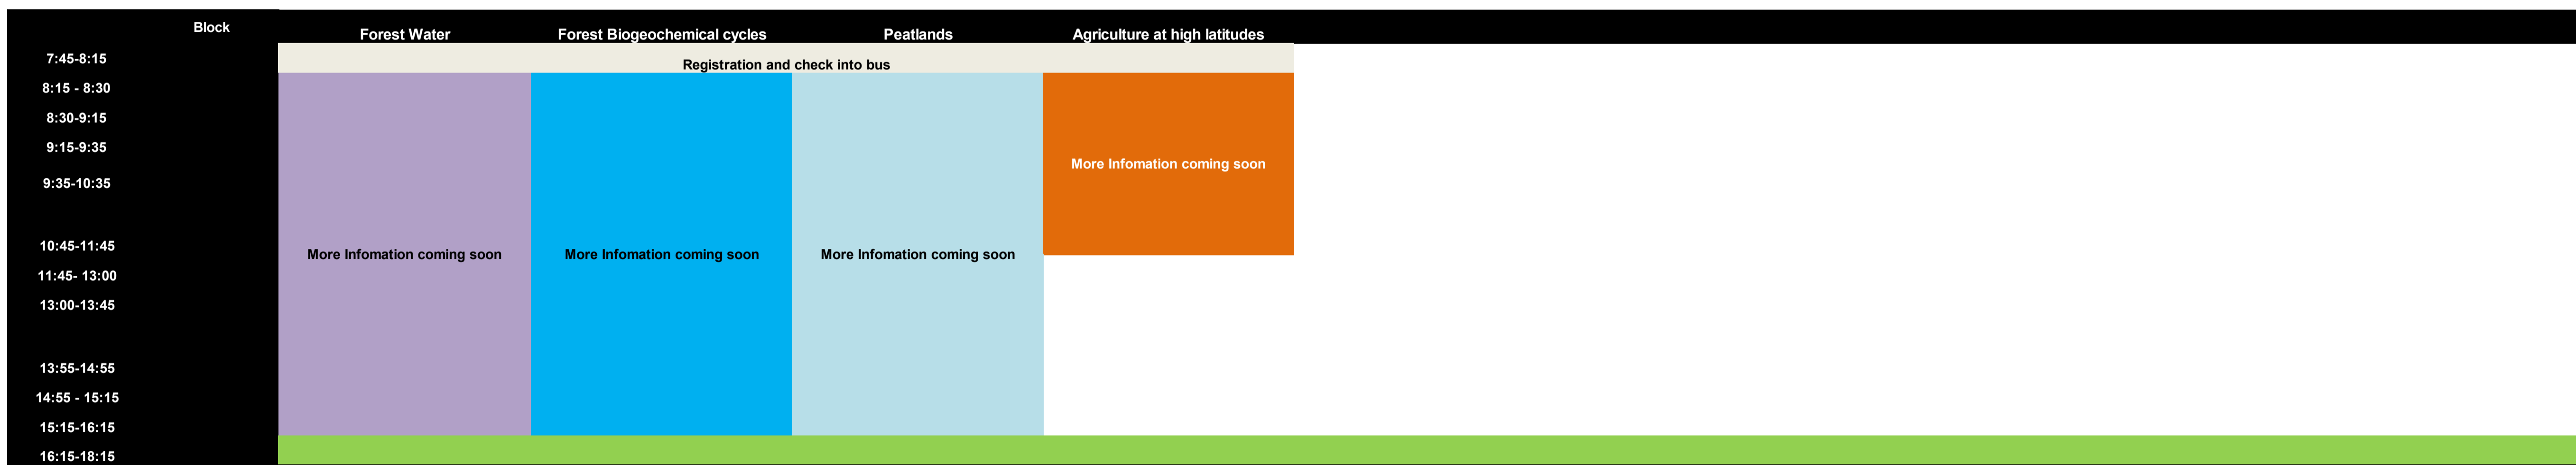 Block
Forest Water Forest Biogeochemical cycles Peatlands Agriculture at high latitudes
7:45-8:15
Registration and check into bus
8:15 - 8:30
8:30-9:15
9:15-9:35
More Infomation coming soon
9:35-10:35
10:45-11:45
More Infomation coming soon More Infomation coming soon More Infomation coming soon
11:45- 13:00
13:00-13:45
13:55-14:55
14:55 - 15:15
15:15-16:15
16:15-18:15